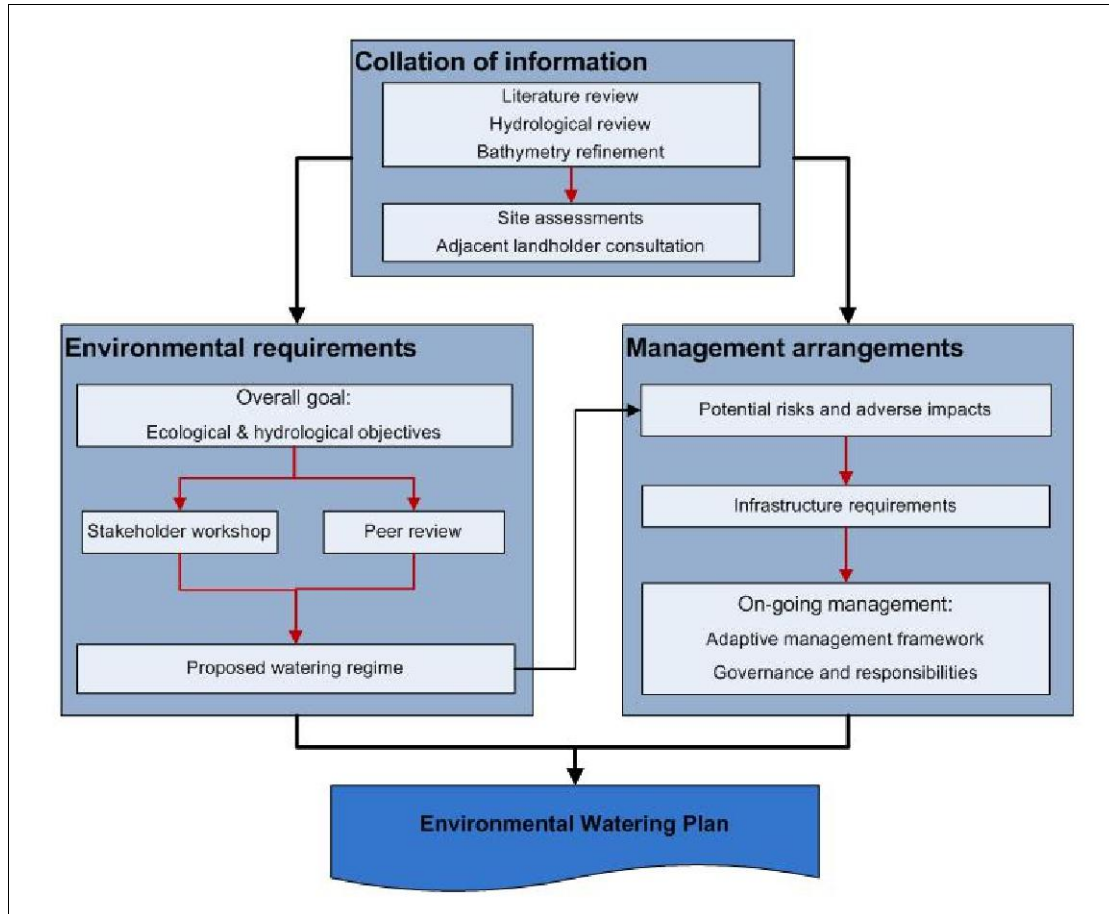 Collation of information
Literature review
Hydrological review
Bathymetry refinement
Site assessments
Adjacent landholder consultation
Environmental requirements
Overall goal:
Ecological & hydrological objectives
Stakeholder workshop
Peer review
Proposed watering regime
Management arrangements
Potential risks and adverse impacts
Infrastructure requirements
On-going management:
Adaptive management framework
Governance and responsibilities
Environmental Watering Plan